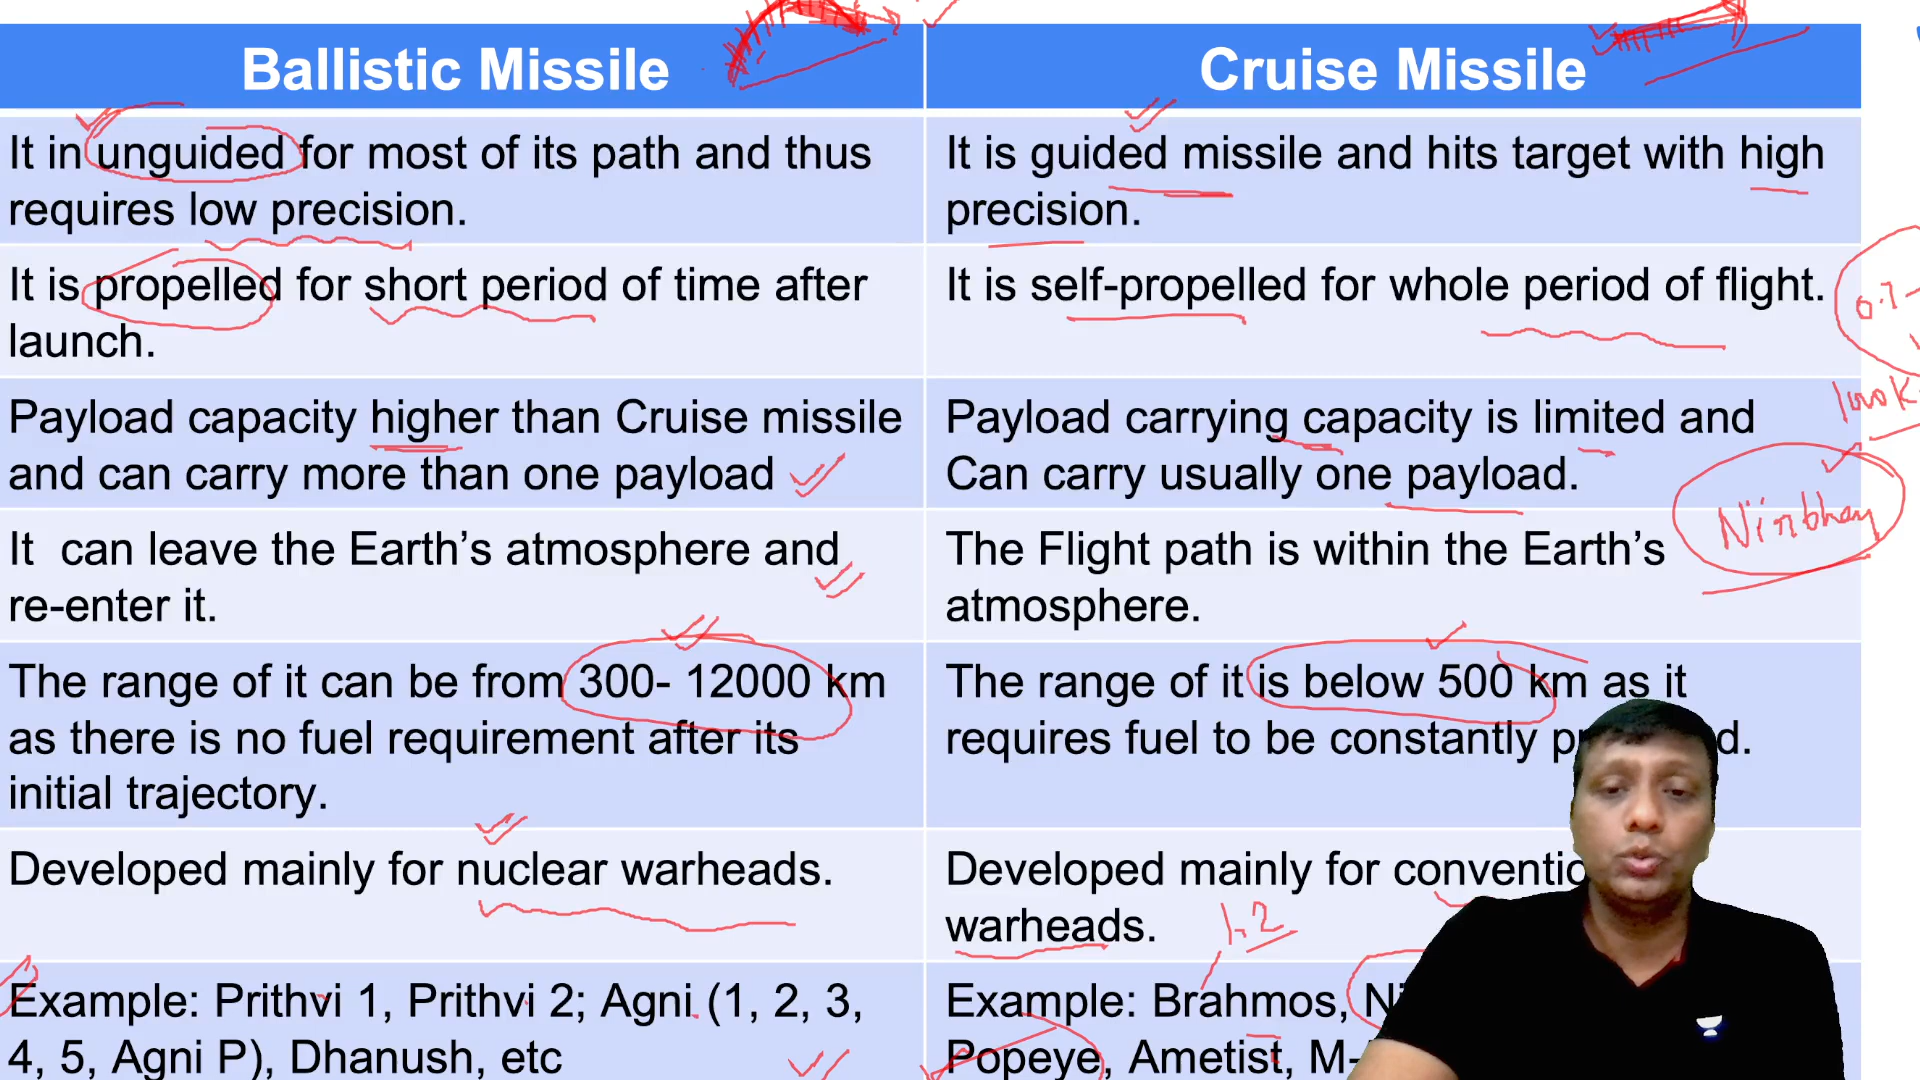 Ballistic Missile
Cruise Missile
It in unguided for most of its path and thus
requires low precision.
It is guided missile and hits target with high
precision.
It is propelled for short period of time after
launch.
It is self-propelled for whole period of flight.
0.7-
Payload capacity higher than Cruise missile
and can carry more than one payload
Payload carrying capacity is limited and
Can carry usually one payload.
Nirbhay
It can leave the Earth's atmosphere and
re-enter it.
The Flight path is within the Earth's
atmosphere.
The range of it can be from 300- 12000 km
as there is no fuel requirement after its
initial trajectory.
The range of it is below 500 km as it
requires fuel to be constantly
Developed mainly for nuclear warheads.
Developed mainly for
warheads.
1.2
Example: Prithvi 1, Prithvi 2; Agni (1, 2, 3,
4, 5, Agni P), Dhanush, etc
Example: Brahmos,
Popeye, Ametist, M-